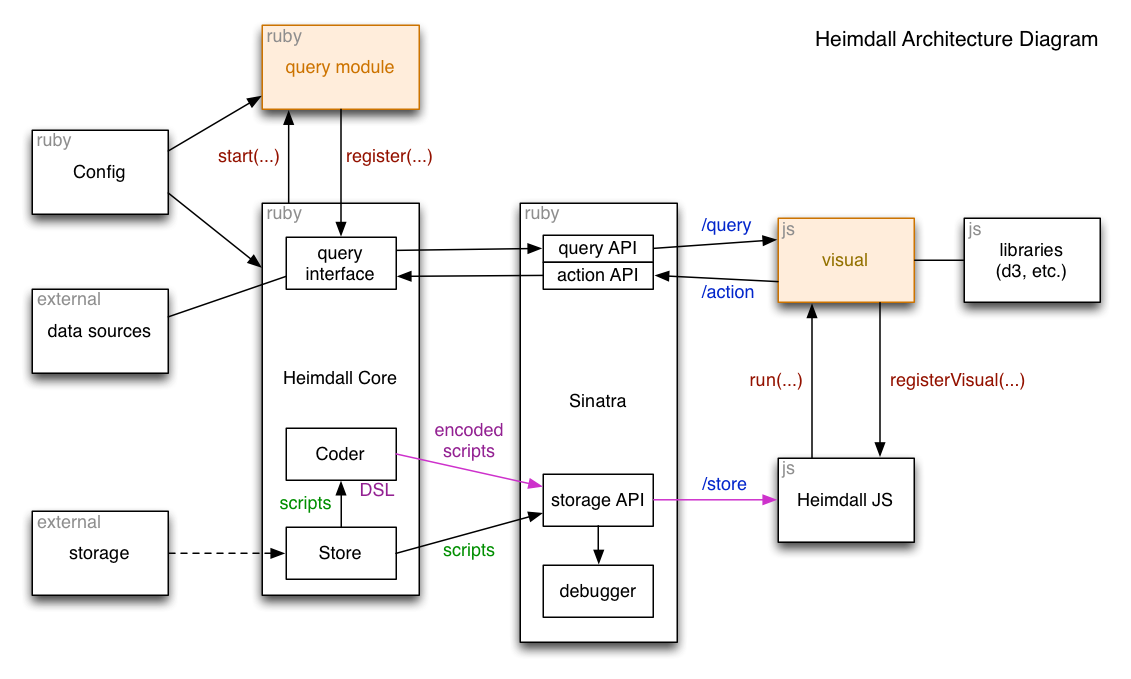 Heimdall Architecture Diagram
ruby
query module
ruby
Config
start(...)
register(...)
ruby
query
interface
ruby
query API
action API
/query
/action
js
visual
js
libraries
(d3, etc.)
external
data sources
Heimdall Core
Sinatra
run(...)
registerVisual(...)
Coder
encoded
scripts
DSL
scripts
storage API
/store
js
Heimdall JS
external
storage
Store
scripts
debugger